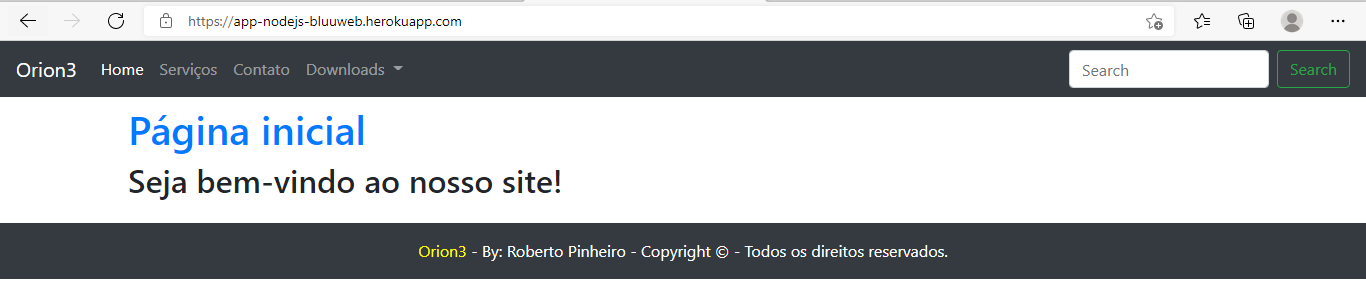 https://app-nodejs-bluuweb.herokuapp.com
Orion3 Home Serviços Contato Downloads Search Search
Página inicial
Seja bem-vindo ao nosso site!
Orion3 - By: Roberto Pinheiro - Copyright © - Todos os direitos reservados.